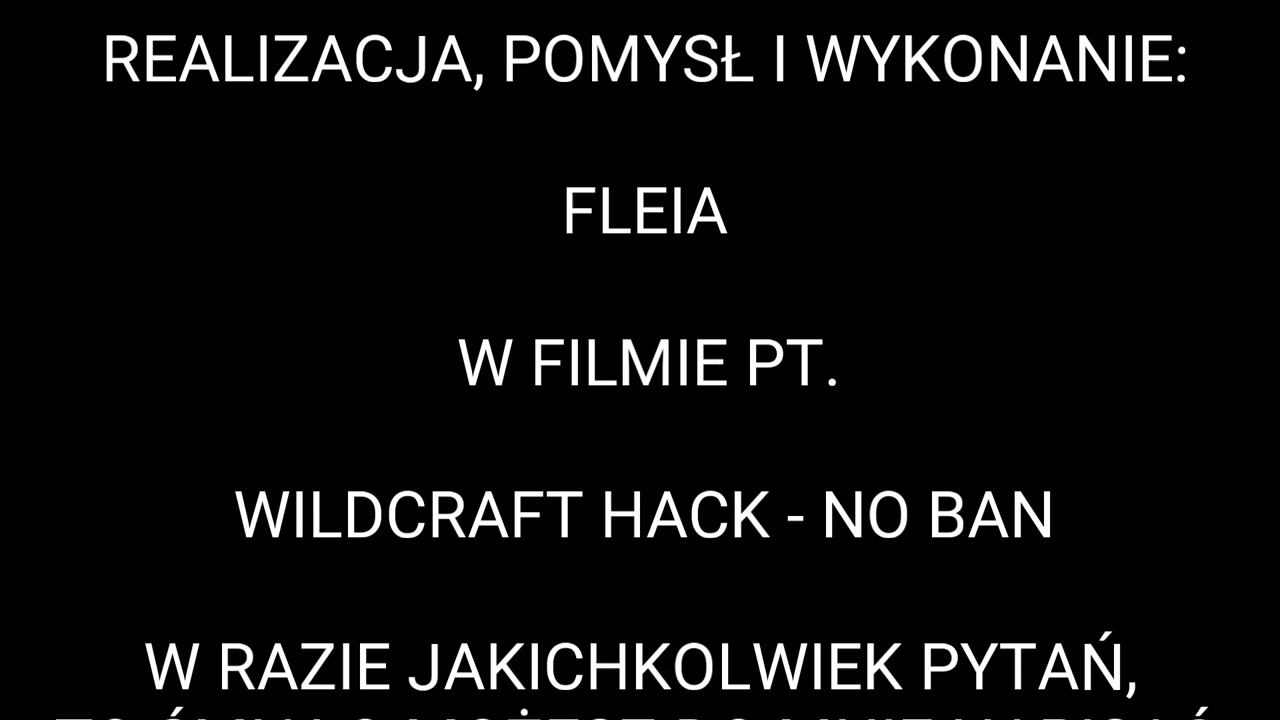 REALIZACJA, POMYSŁ I WYKONANIE:
FLEIA
W FILMIE PT.
WILDCRAFT HACK - NO BAN
W RAZIE JAKICHKOLWIEK PYTAŃ,